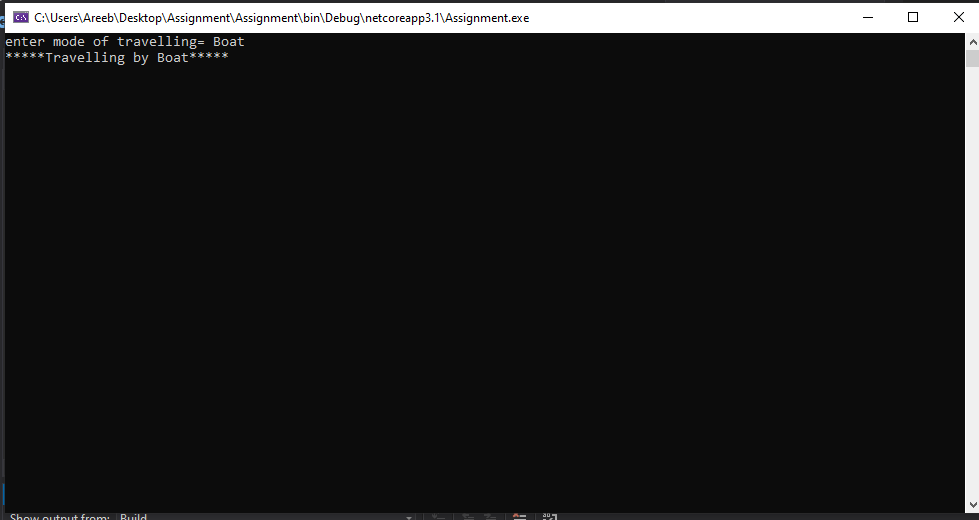 C:\Users\Areeb\Desktop\Assignment\Assignment\bin\Debug\netcoreapp3.1\Assignment.exe
enter mode of travelling= Boat
*****Travelling by Boat*****
Show output from: Build